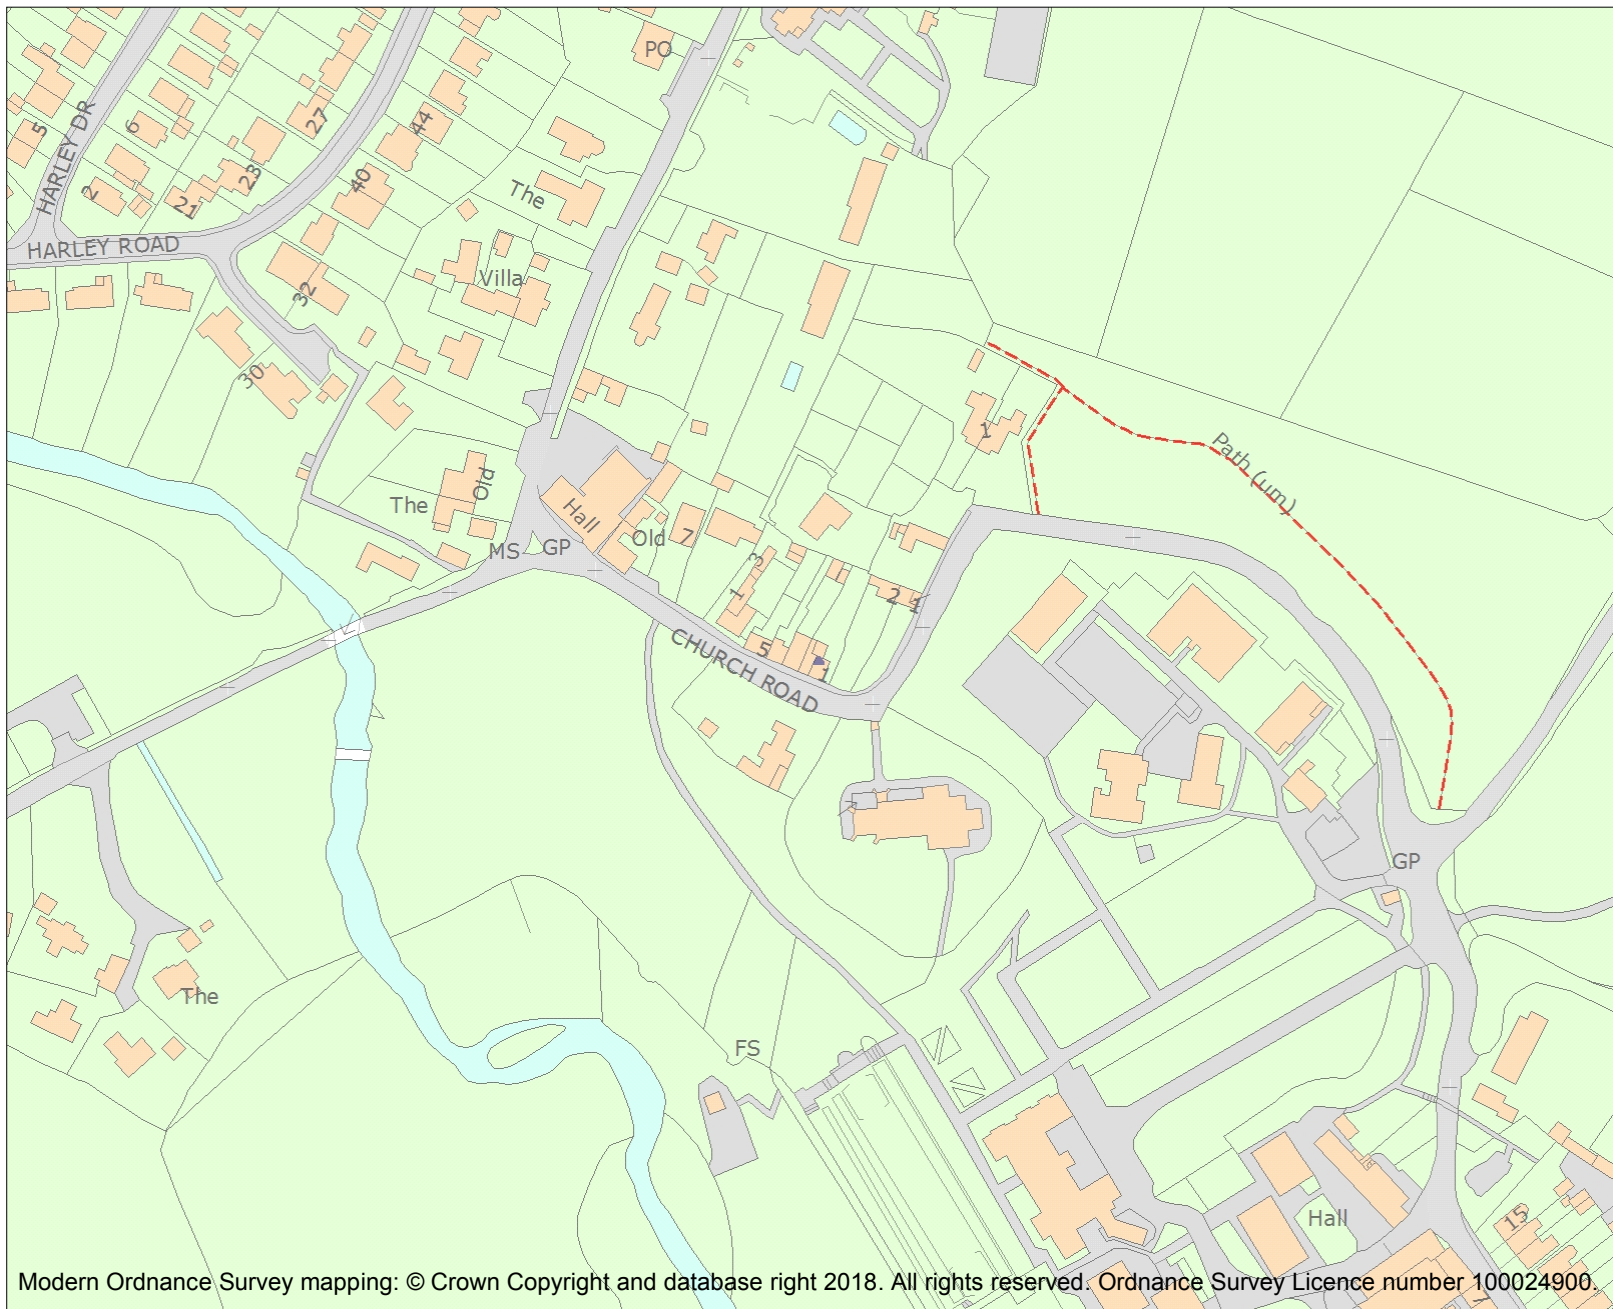 PO
HARLEY DR
5
6
27
44
2
21
23
40
The
HARLEY ROAD
Villa
32
30
1
Path (um)
The
Old
Hall
Old
7
MS
GP
3
1
2
4
5
1
CHURCH ROAD
GP
The
FS
Hall
15
Modern Ordnance Survey mapping: © Crown Copyright and database right 2018. All rights reserved. Ordnance Survey Licence number 100024900.